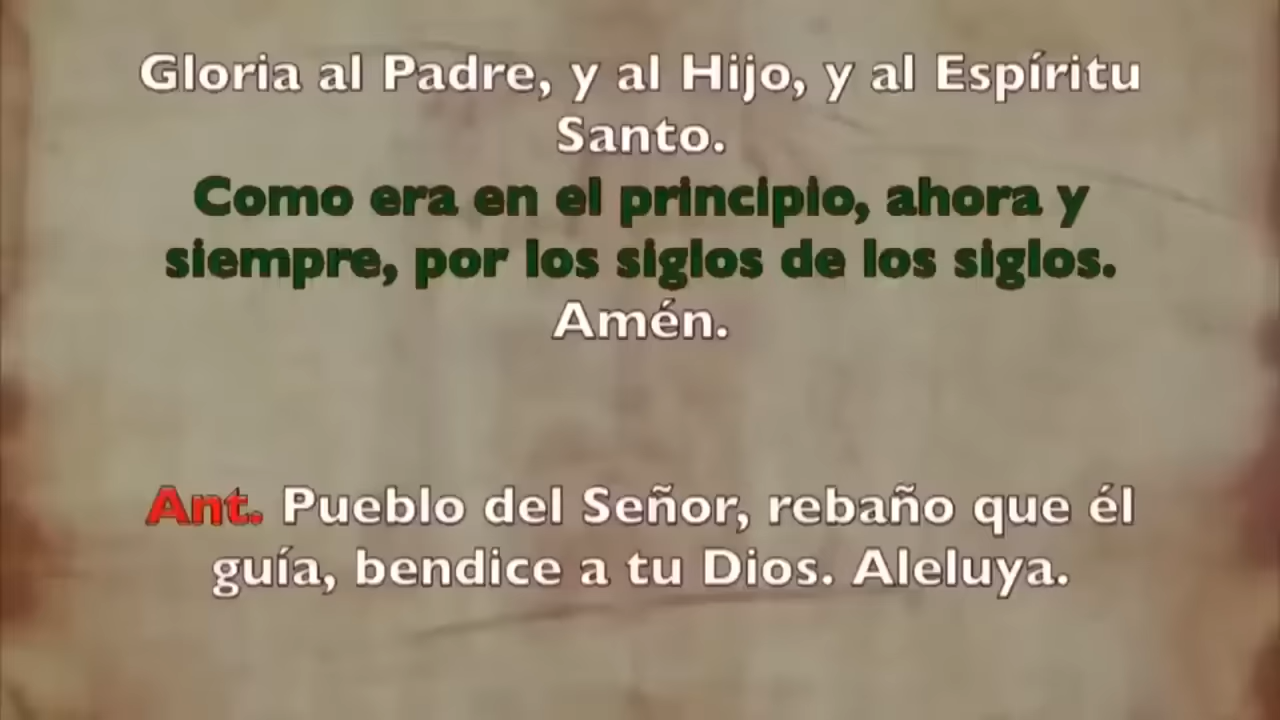 Gloria al Padre, y al Hijo, y al Espíritu
Santo.
Como era en el principio, ahora y
siempre, por los siglos de los siglos.
Amén.
Ant. Pueblo del Señor, rebaño que él
guía, bendice a tu Dios. Aleluya.